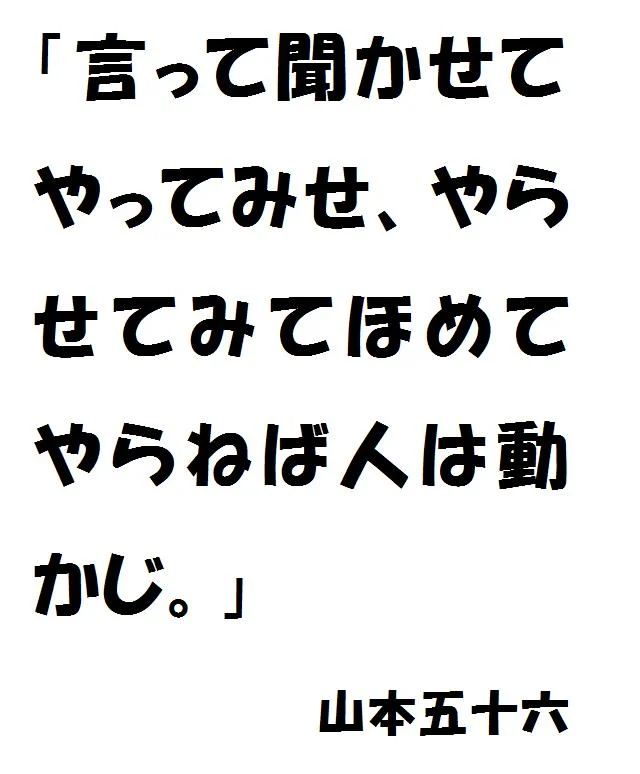 「言って聞かせて
やってみせ、やら
せてみてほめて
やらねば人は動
かじ。」
山本五十六